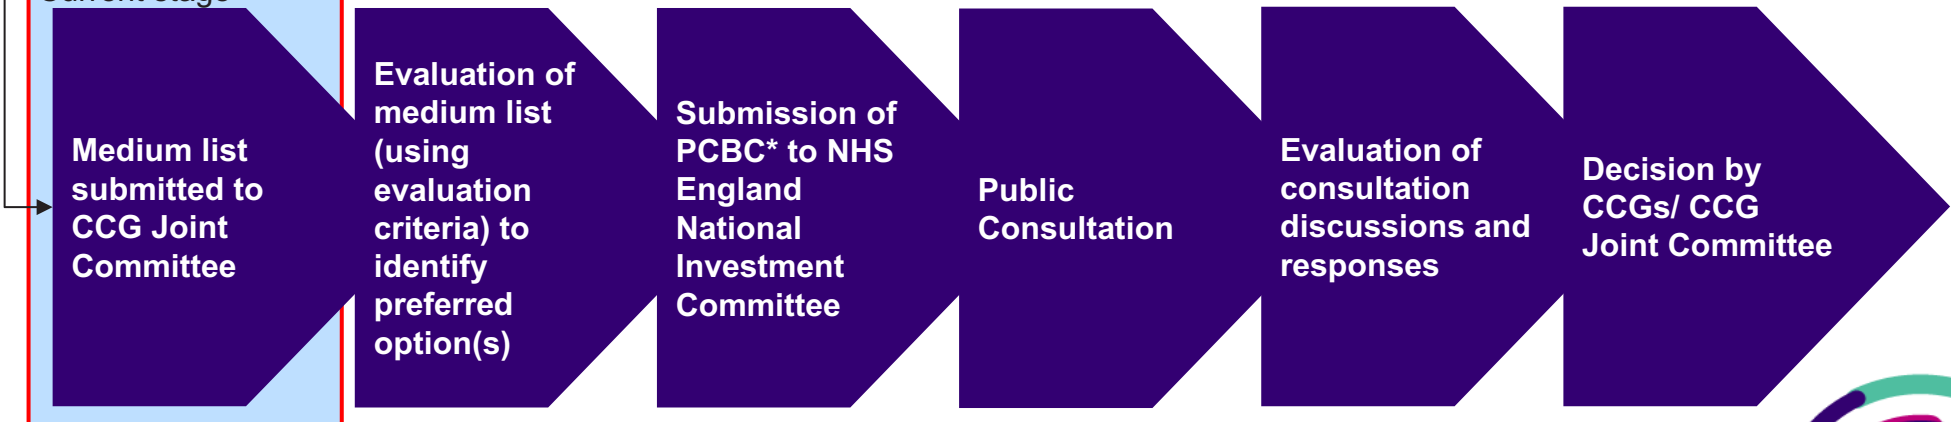 Current stage
Medium list
submitted to
CCG Joint
Committee
Evaluation of
medium list
(using
evaluation
criteria) to
identify
preferred
option(s)
Submission of
PCBC* to NHS
England
National
Investment
Committee
Public
Consultation
Evaluation of
consultation
discussions and
responses
Decision by
CCGs/ CCG
Joint Committee